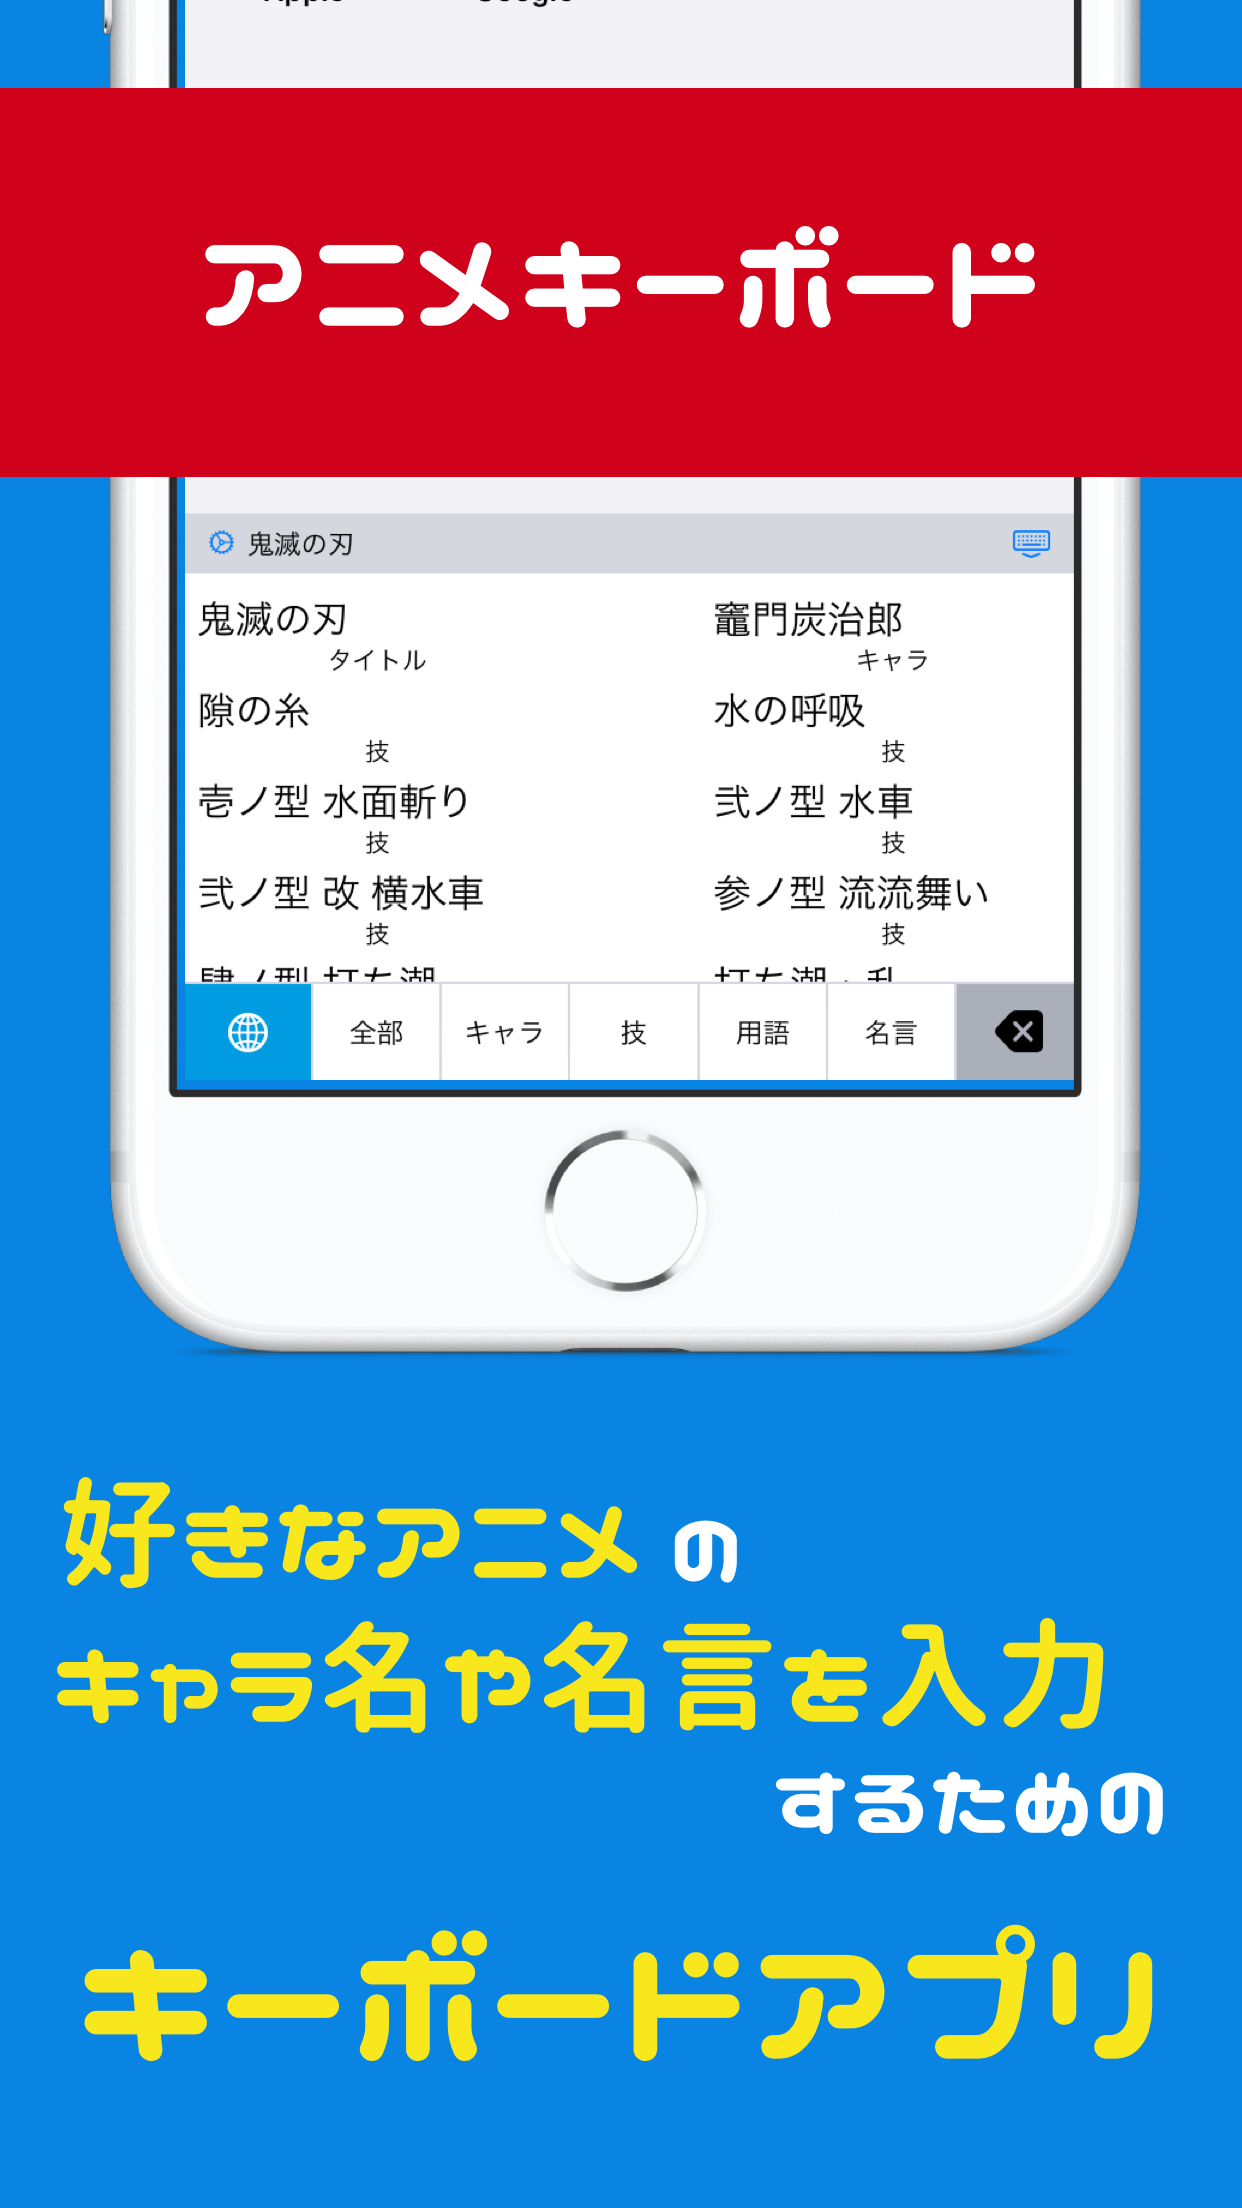 アニメキーボード
鬼滅の刃
鬼滅の刃 竈門炭治郎
タイトル キャラ
隙の糸 水の呼吸
技 技
壱ノ型 水面斬り 弐ノ型 水車
技 技
弐ノ型 改 横水車 参ノ型 流流舞い
技 技
全部 キャラ 技 用語 名言
好きなアニメの
キャラ名や名言を入力
するための
キーボードアプリ